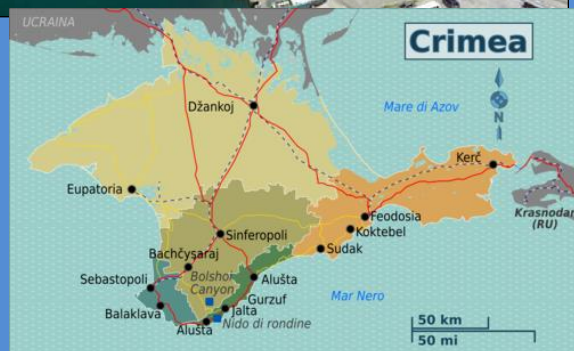 UCRAINA
Crimea
Džankoj
Mare di Azov
N
Kerč
Eupatoria
Feodosia
Krasnodar
(RU)
Koktebel
Sinferopoli
Sudak
Bachčysaraj
Bolshoi
Canyon
Alušta
Sebastopoli
Gurzuf
Mar Nero
Jalta
Balaklava
Nido di rondine
Alušta
50 km
50 mi